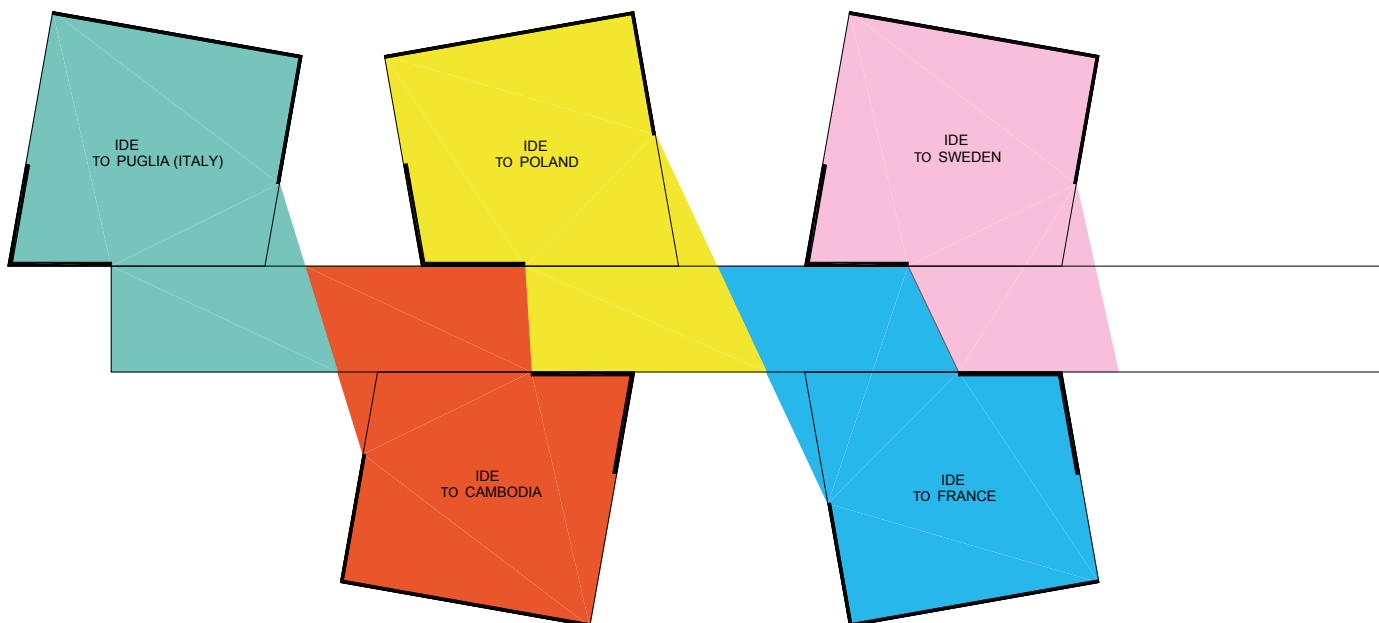 IDE
TO PUGLIA (ITALY)
IDE
TO POLAND
IDE
TO SWEDEN
IDE
TO CAMBODIA
IDE
TO FRANCE